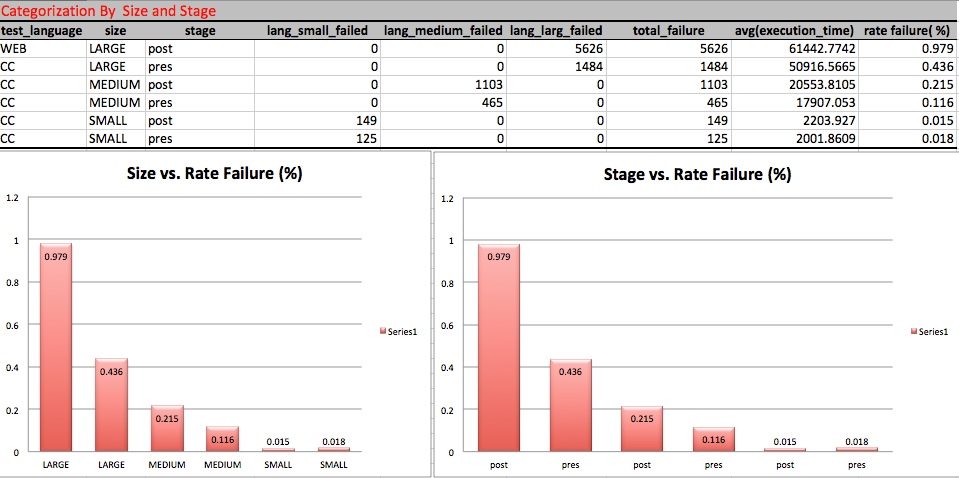 Categorization By  Size and Stage
test_language size stage lang_small_failed lang_medium_failed lang_larg_failed total_failure avg(execution_time) rate failure( %)
WEB LARGE post 0 0 5626 5626 61442.7742 0.979
CC LARGE pres 0 0 1484 1484 50916.5665 0.436
CC MEDIUM post 0 1103 0 1103 20553.8105 0.215
CC MEDIUM pres 0 465 0 465 17907.053 0.116
CC SMALL post 149 0 0 149 2203.927 0.015
CC SMALL pres 125 0 0 125 2001.8609 0.018
Size vs. Rate Failure (%)
1.2
1
0.8
0.6
0.4
0.2
0
0.979
0.436
0.215
0.116
0.015
0.018
LARGE LARGE MEDIUM MEDIUM SMALL SMALL
Series1
Stage vs. Rate Failure (%)
1.2
1
0.8
0.6
0.4
0.2
0
0.979
0.436
0.215
0.116
0.015
0.018
post pres post pres post pres
Series1